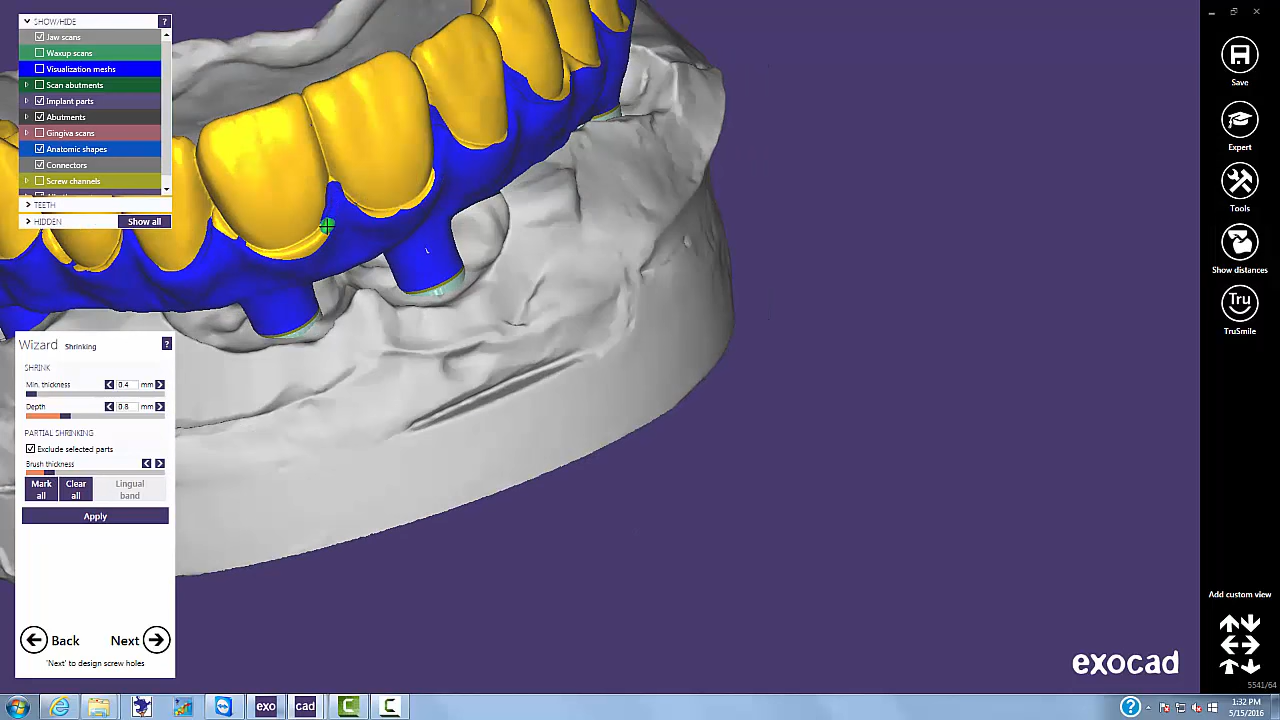 SHOW/HIDE ?
Jaw scans
Waxup scans
Visualization meshs
Scan abutments
Implant parts
Abutments
Gingiva scans
Anatomic shapes
Connectors
Screw channels
TEETH
HIDDEN Show all
Wizard Shrinking ?
SHRINK
Min. thickness 0.4 mm
Depth 0.8 mm
PARTIAL SHRINKING
Exclude selected parts
Brush thickness
Mark all
Clear all
Lingual band
Apply
Back Next
'Next' to design screw holes
Save
Expert
Tools
Show distances
Tru
TruSmile
Add custom view
5541/64
exocad
exo
cad
C
C
?
1:32 PM
5/15/2016